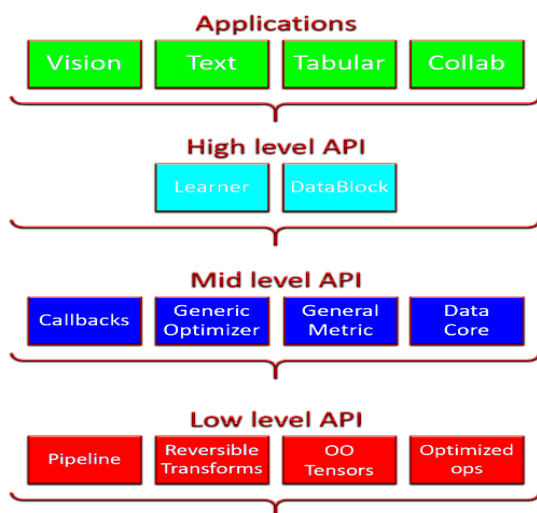 Applications
Vision Text Tabular Collab
High level API
Learner DataBlock
Mid level API
Callbacks Generic Optimizer General Metric Data Core
Low level API
Pipeline Reversible Transforms OO Tensors Optimized ops